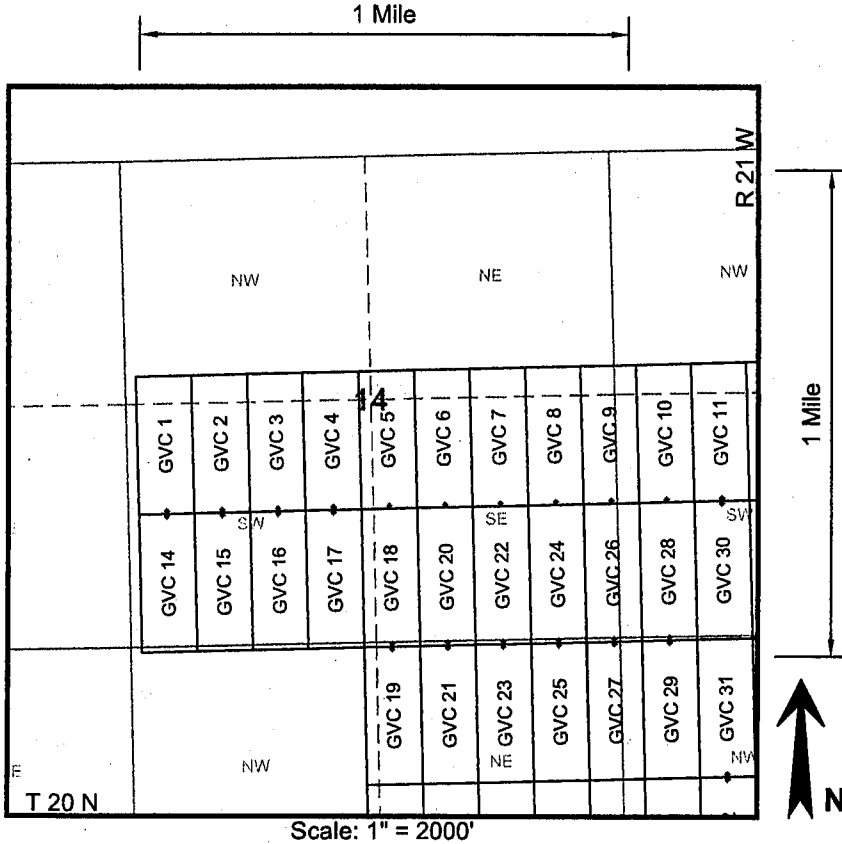 1 Mile
R 21 W
NW
NE
NW
1 Mile
14
GVC 1
GVC 2
GVC 3
GVC 4
GVC 5
GVC 6
GVC 7
GVC 8
GVC 9
GVC 10
GVC 11
SW
SE
SW
GVC 14
GVC 15
GVC 16
GVC 17
GVC 18
GVC 20
GVC 22
GVC 24
GVC 26
GVC 28
GVC 30
GVC 19
GVC 21
GVC 23
GVC 25
GVC 27
GVC 29
GVC 31
E
NW
NE
NW
T 20 N
N
Scale: 1" = 2000'